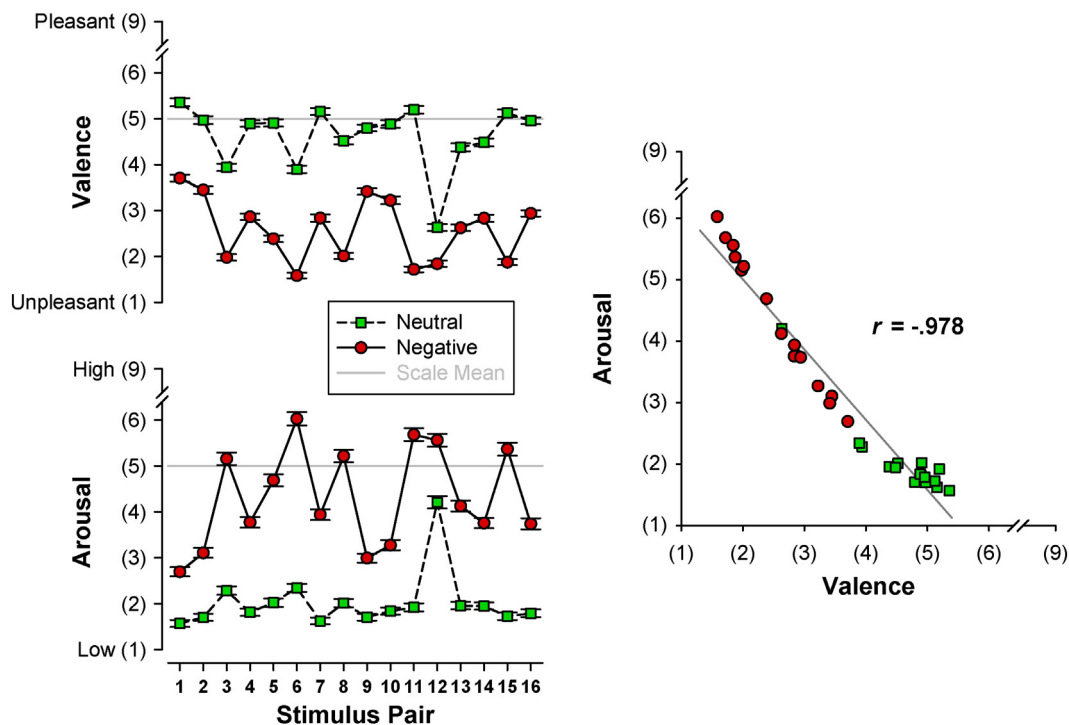 Pleasant (9)
(6)
(5)
(4)
(3)
(2)
Unpleasant (1)
Valence
Neutral
Negative
Scale Mean
High (9)
(6)
(5)
(4)
(3)
(2)
Low (1)
Arousal
1 2 3 4 5 6 7 8 9 10 11 12 13 14 15 16
Stimulus Pair
(9)
(6)
(5)
(4)
(3)
(2)
(1)
Arousal
r = -.978
(1) (2) (3) (4) (5) (6) (9)
Valence